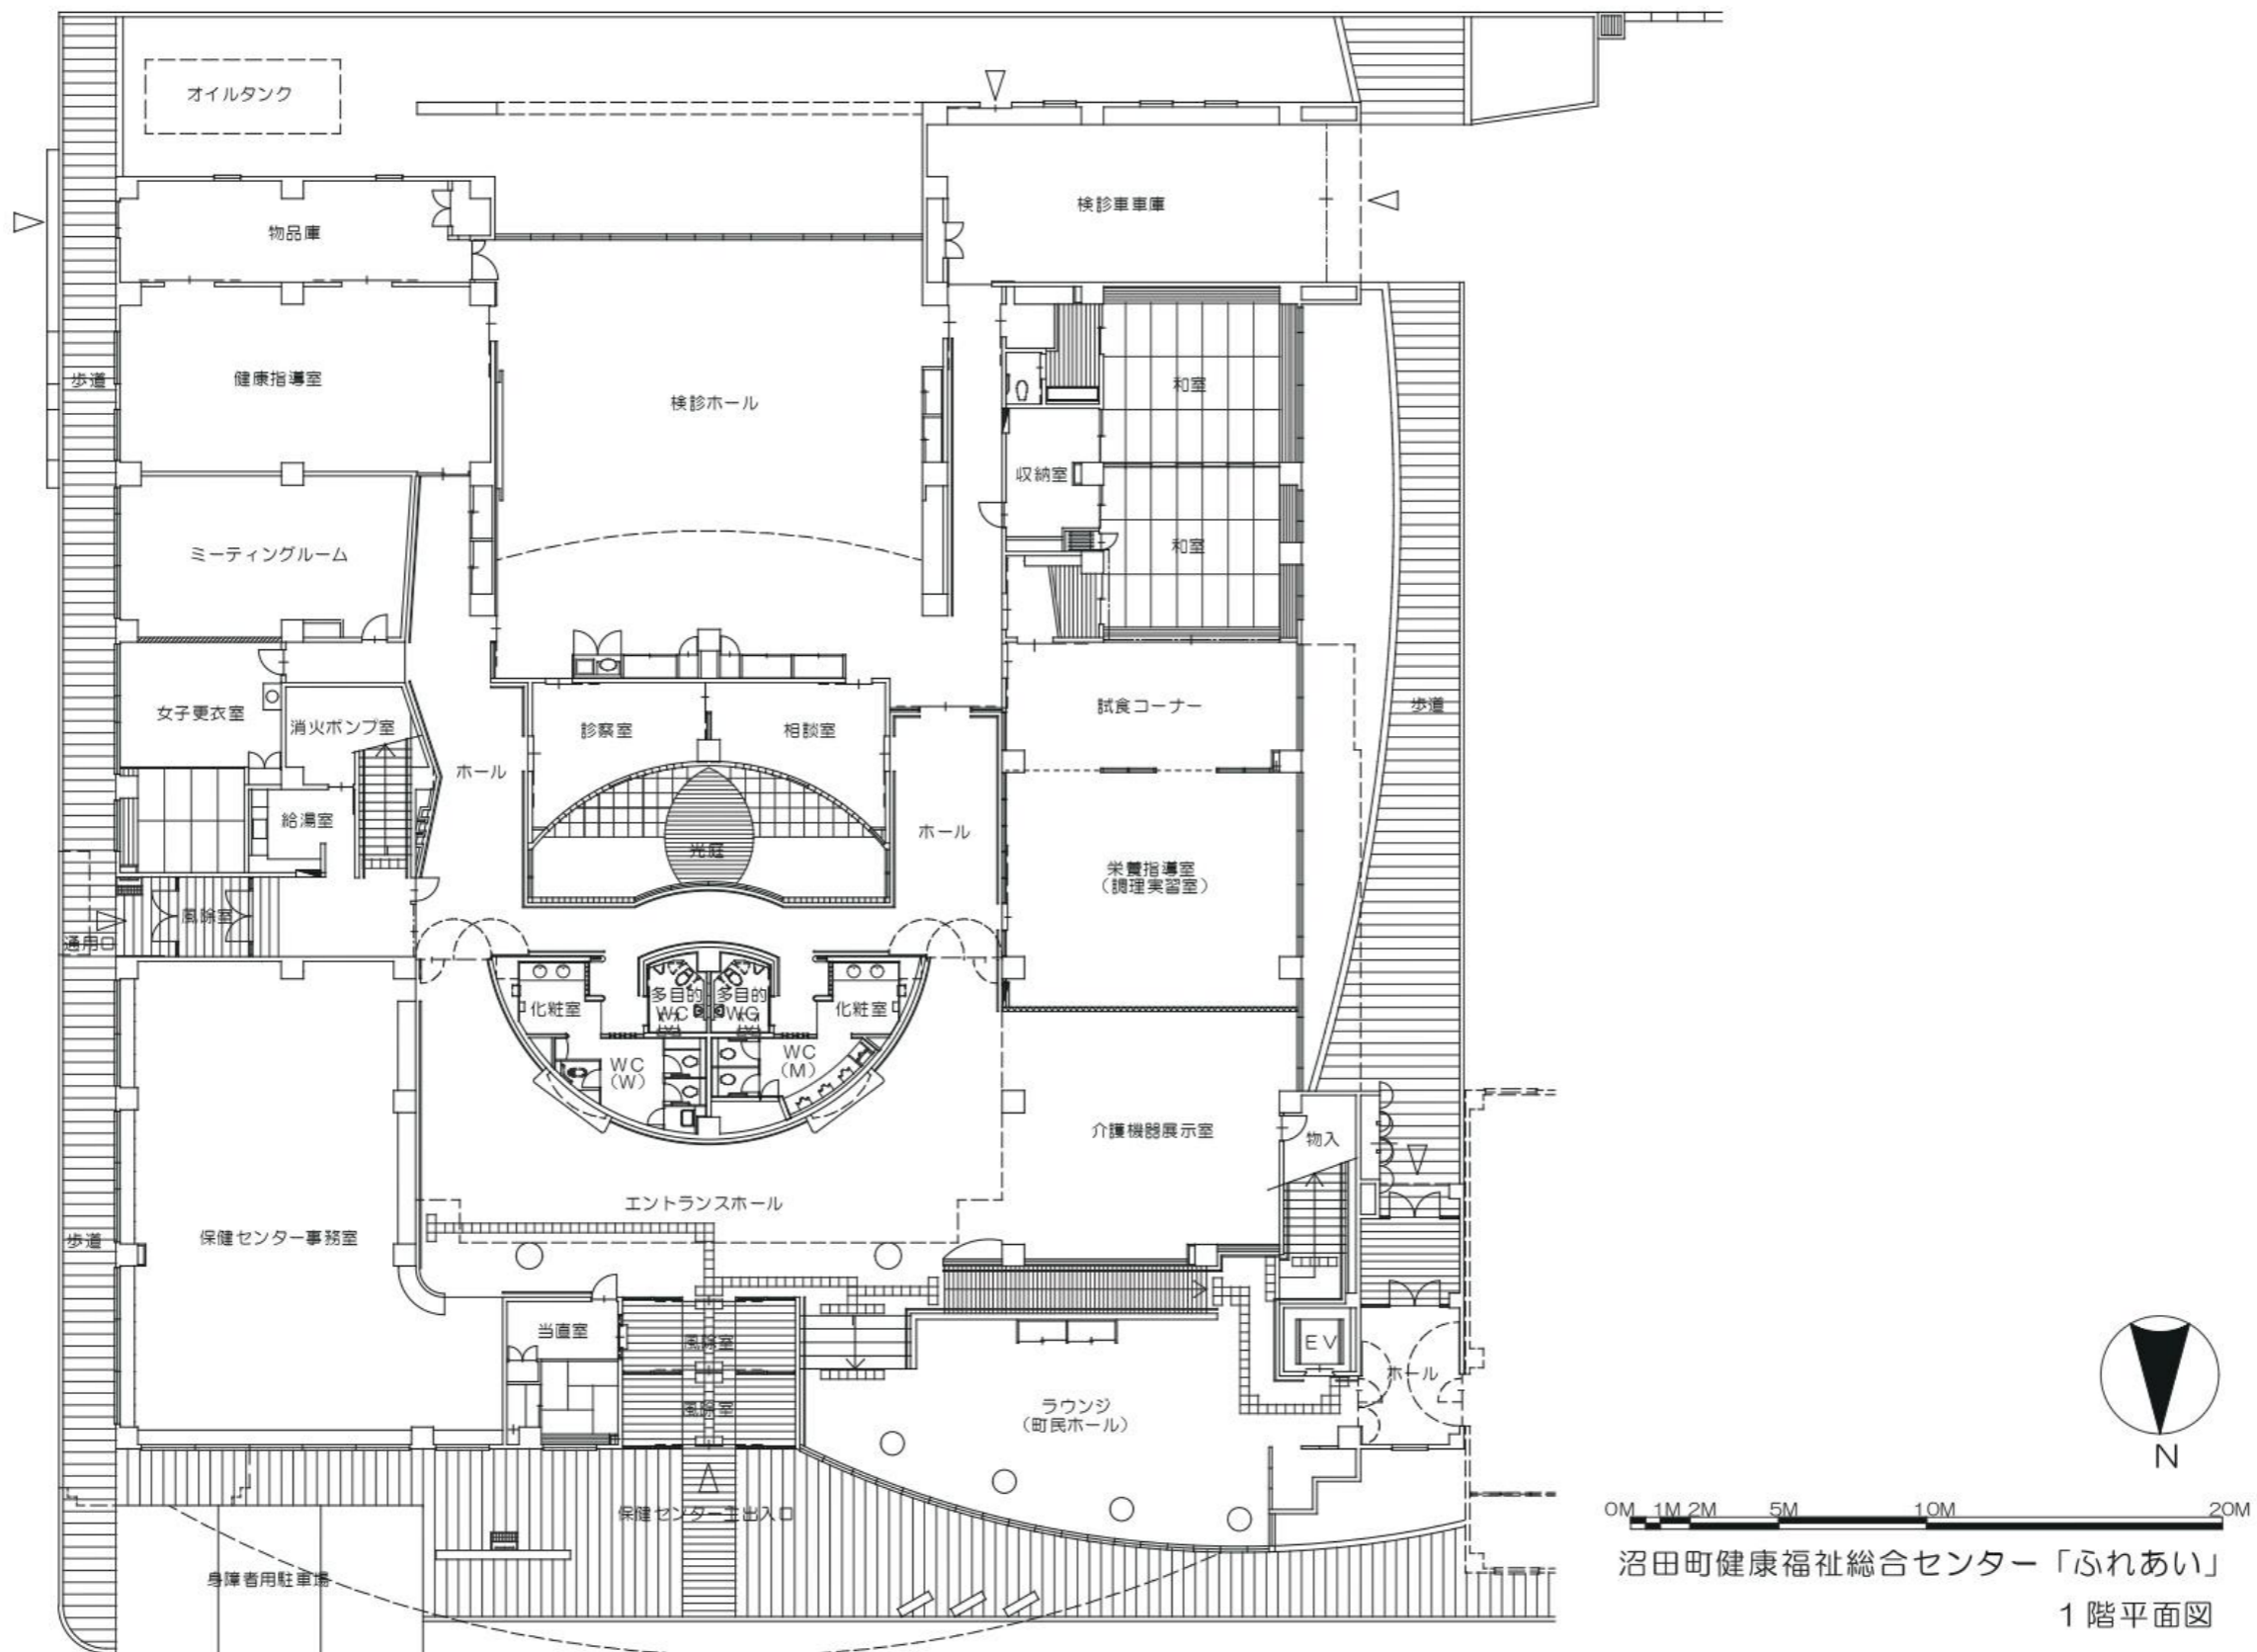 オイルタンク
検診車車庫
物品庫
歩道
健康指導室
検診ホール
和室
収納室
ミーティングルーム
和室
女子更衣室
消火ポンプ室
診察室
相談室
試食コーナー
歩道
ホール
給湯室
ホール
光庭
栄養指導室
(調理実習室)
風除室
通用口
化粧室
多目的
WC
多目的
WC
化粧室
WC
(W)
WC
(M)
介護機器展示室
物入
エントランスホール
歩道
保健センター事務室
当直室
風除室
EV
風除室
ホール
ラウンジ
(町民ホール)
保健センター主出入口
身障者用駐車場
N
0M 1M 2M 5M 10M 20M
沼田町健康福祉総合センター「ふれあい」
1階平面図